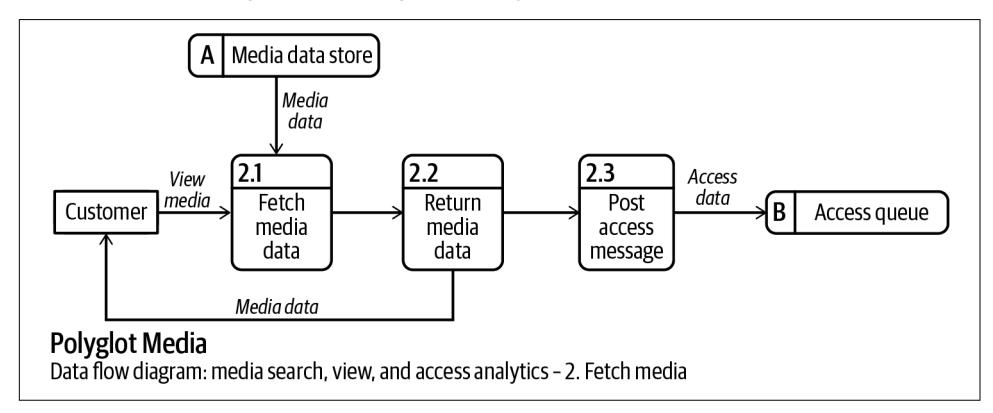 A Media data store
Media
data
2.1
2.2
2.3
View
media
Access
data
Customer
Fetch
media
data
Return
media
data
Post
access
message
B Access queue
Media data
Polyglot Media
Data flow diagram: media search, view, and access analytics – 2. Fetch media